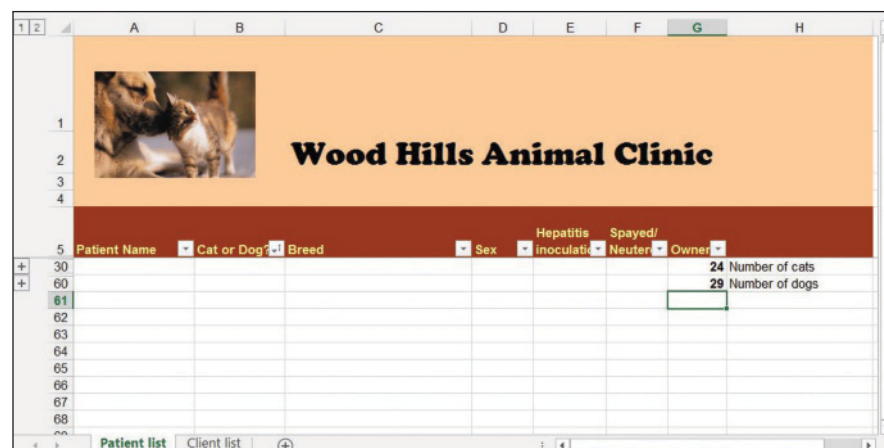 1 2 A B C D E F G H
1
Wood Hills Animal Clinic
2
3
4
Hepatitis Spayed/
5 Patient Name Cat or Dog? Breed Sex inoculatio Neuter Owner
30 24 Number of cats
60 29 Number of dogs
61
62
63
64
65
66
67
68
Patient list Client list